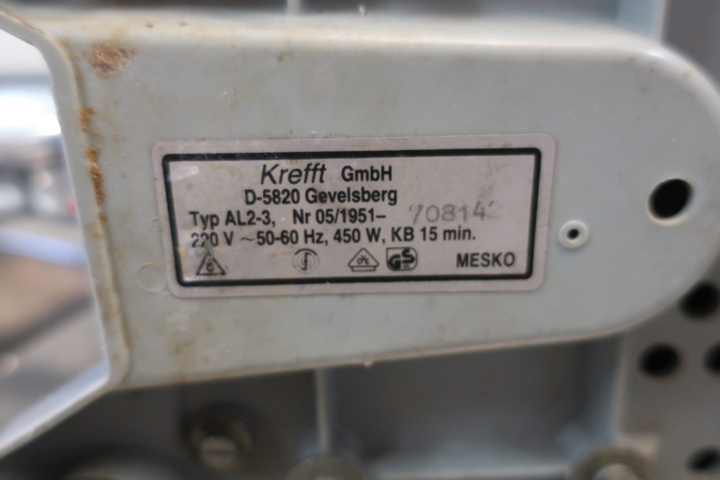 Krefft GmbH
D-5820 Gevelsberg
Typ AL2-3, Nr 05/1951- 708142
220 V ~ 50-60 Hz, 450 W, KB 15 min.
GS MESKO